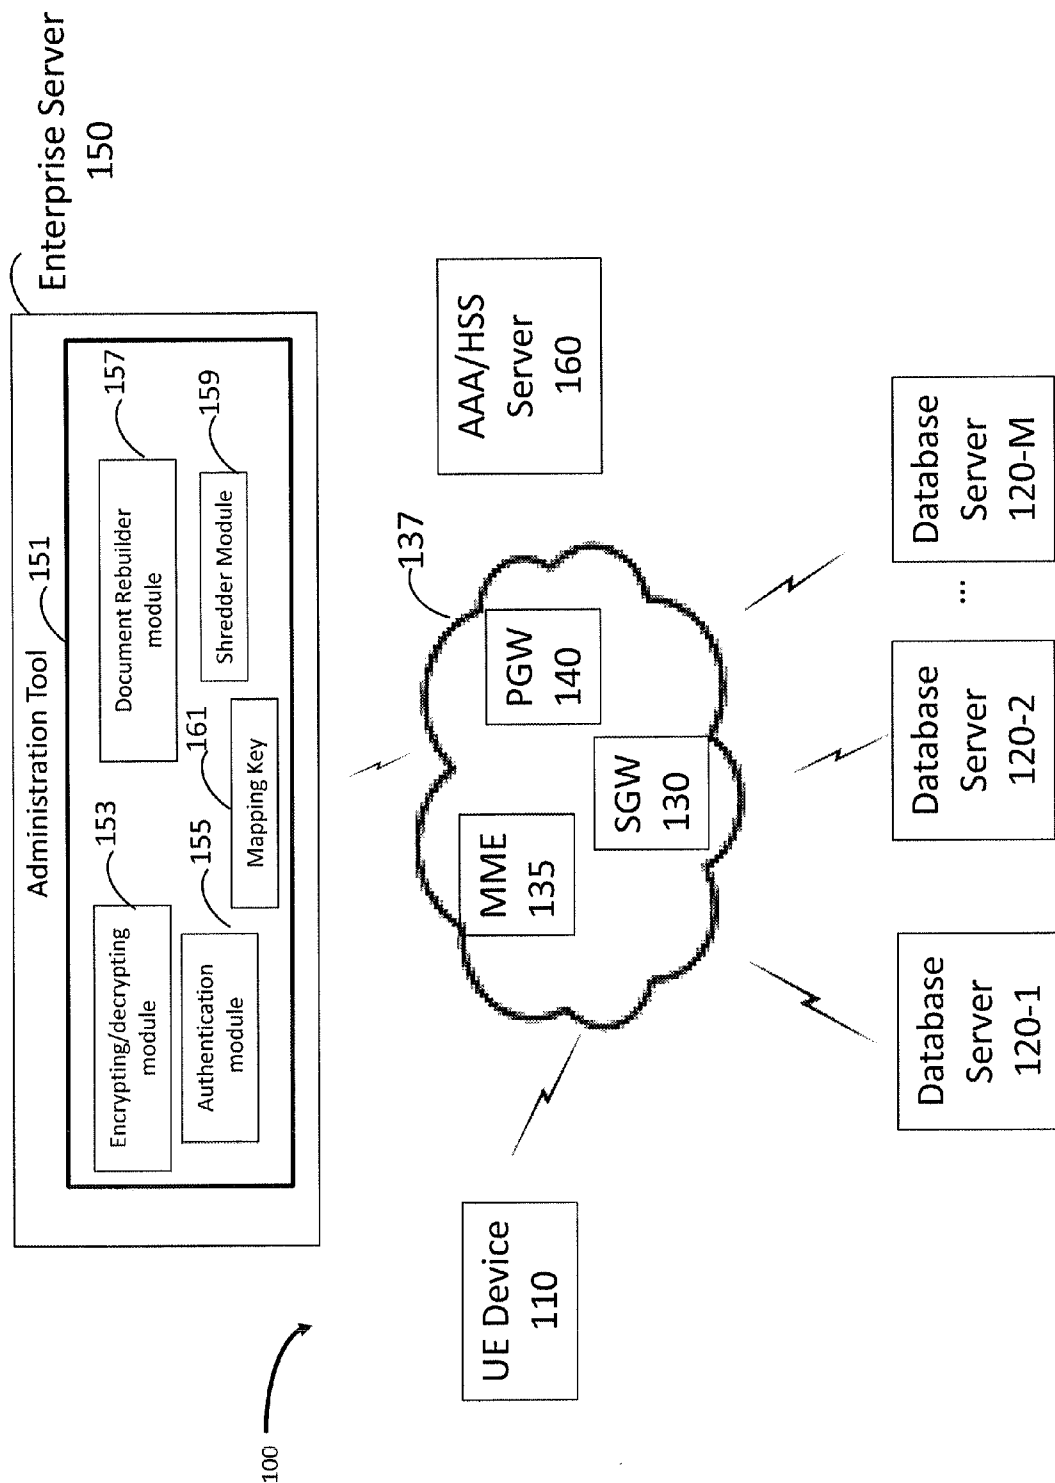 100
Enterprise Server
150
Administration Tool
151
Encrypting/decrypting
module
153
Document Rebuilder
module
157
Authentication
module
155
Mapping Key
161
Shredder Module
159
UE Device
110
137
MME
135
PGW
140
SGW
130
AAA/HSS
Server
160
Database
Server
120-1
Database
Server
120-2
...
Database
Server
120-M